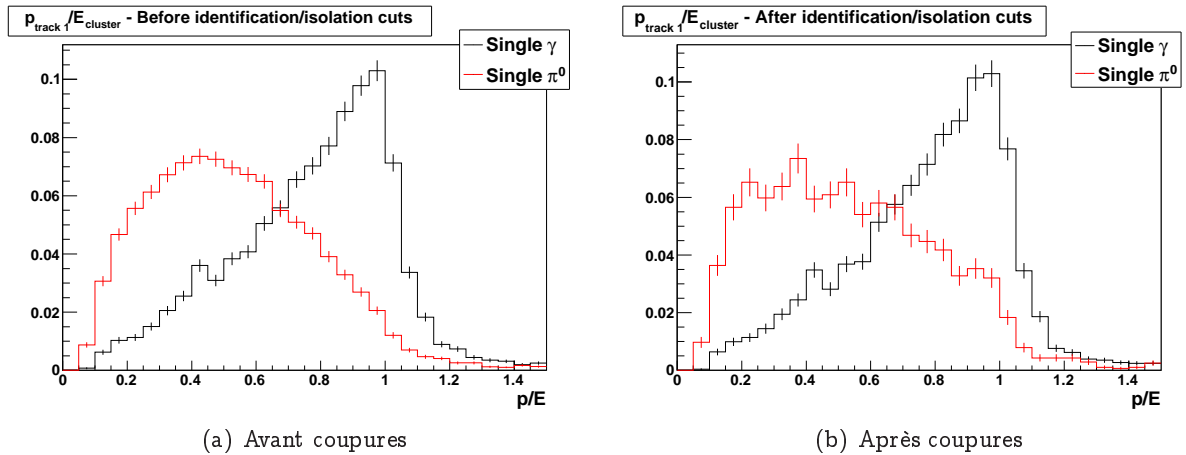 p_track 1/E_cluster - Before identification/isolation cuts
Single γ
Single π⁰
0.1
0.08
0.06
0.04
0.02
0
0 0.2 0.4 0.6 0.8 1 1.2 1.4
p/E
(a) Avant coupures
p_track 1/E_cluster - After identification/isolation cuts
Single γ
Single π⁰
0.1
0.08
0.06
0.04
0.02
0
0 0.2 0.4 0.6 0.8 1 1.2 1.4
p/E
(b) Après coupures